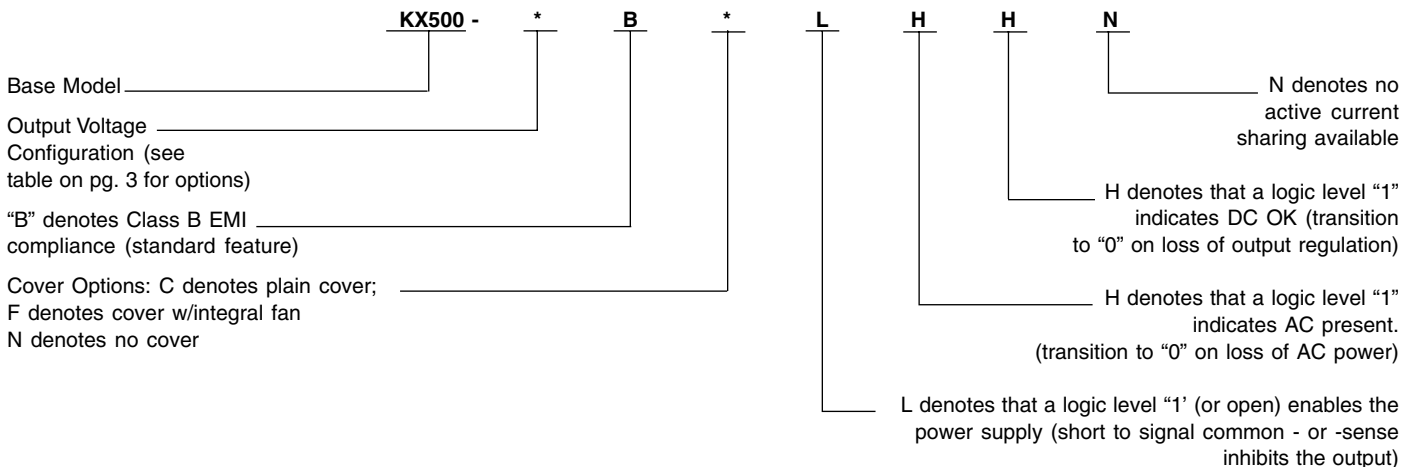 KX500 - * B * L H H N
Base Model
Output Voltage
Configuration (see
table on pg. 3 for options)
“B” denotes Class B EMI
compliance (standard feature)
Cover Options: C denotes plain cover;
F denotes cover w/integral fan
N denotes no cover
N denotes no
active current
sharing available
H denotes that a logic level “1”
indicates DC OK (transition
to “0” on loss of output regulation)
H denotes that a logic level “1”
indicates AC present.
(transition to “0” on loss of AC power)
L denotes that a logic level “1’ (or open) enables the
power supply (short to signal common - or -sense
inhibits the output)